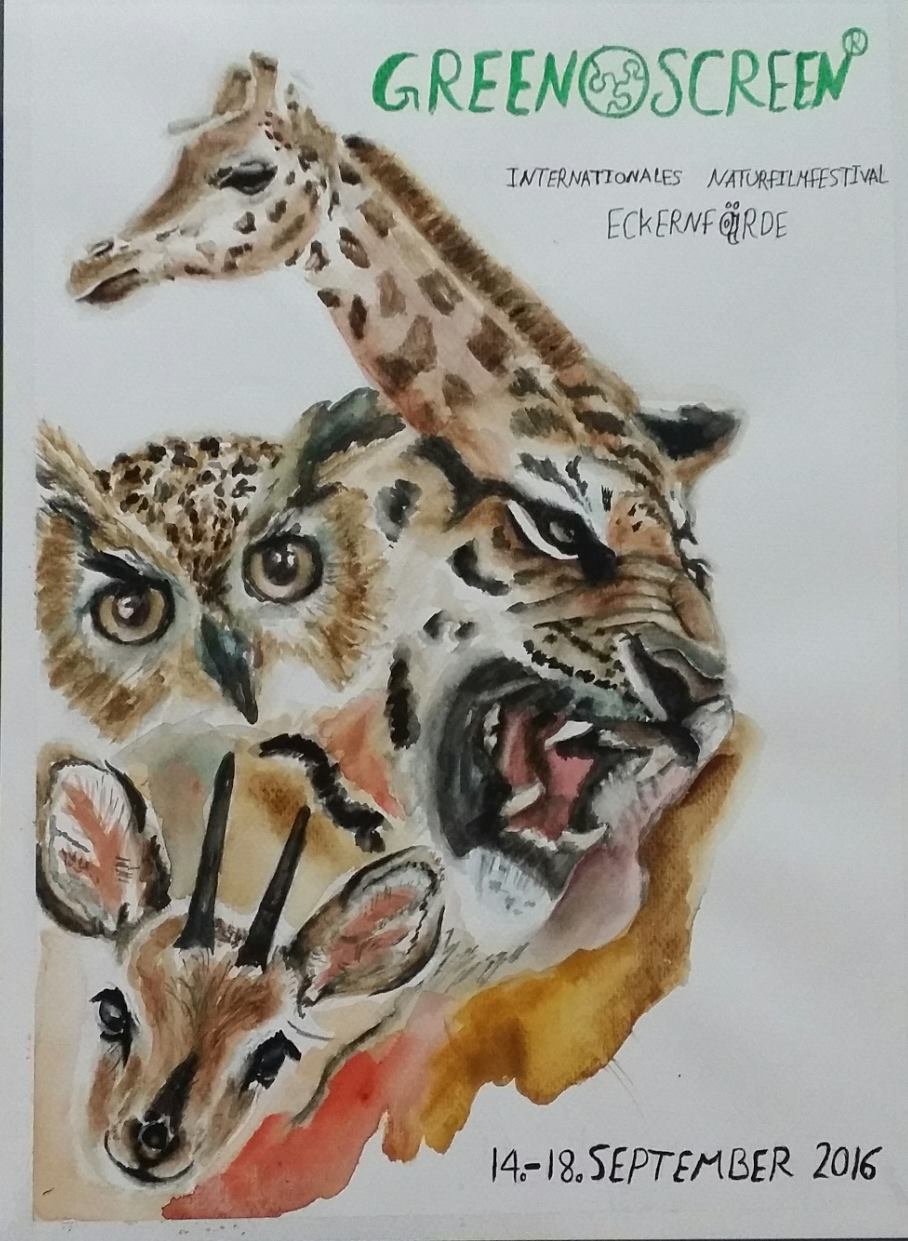 GREEN SCREEN®
INTERNATIONALES NATURFILMFESTIVAL
ECKERNFÖRDE
14.-18. SEPTEMBER 2016